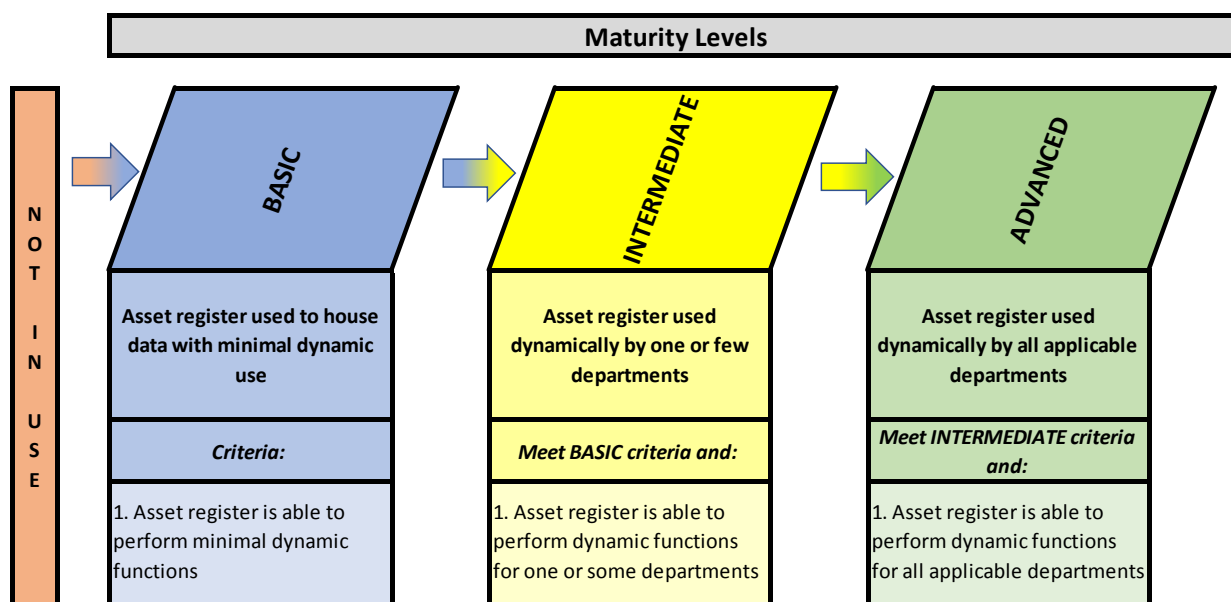 Maturity Levels
NOT IN USE
BASIC
INTERMEDIATE
ADVANCED
Asset register used to house
data with minimal dynamic
use
Asset register used
dynamically by one or few
departments
Asset register used
dynamically by all applicable
departments
Criteria:
Meet BASIC criteria and:
Meet INTERMEDIATE criteria
and:
1. Asset register is able to
perform minimal dynamic
functions
1. Asset register is able to
perform dynamic functions
for one or some departments
1. Asset register is able to
perform dynamic functions
for all applicable departments